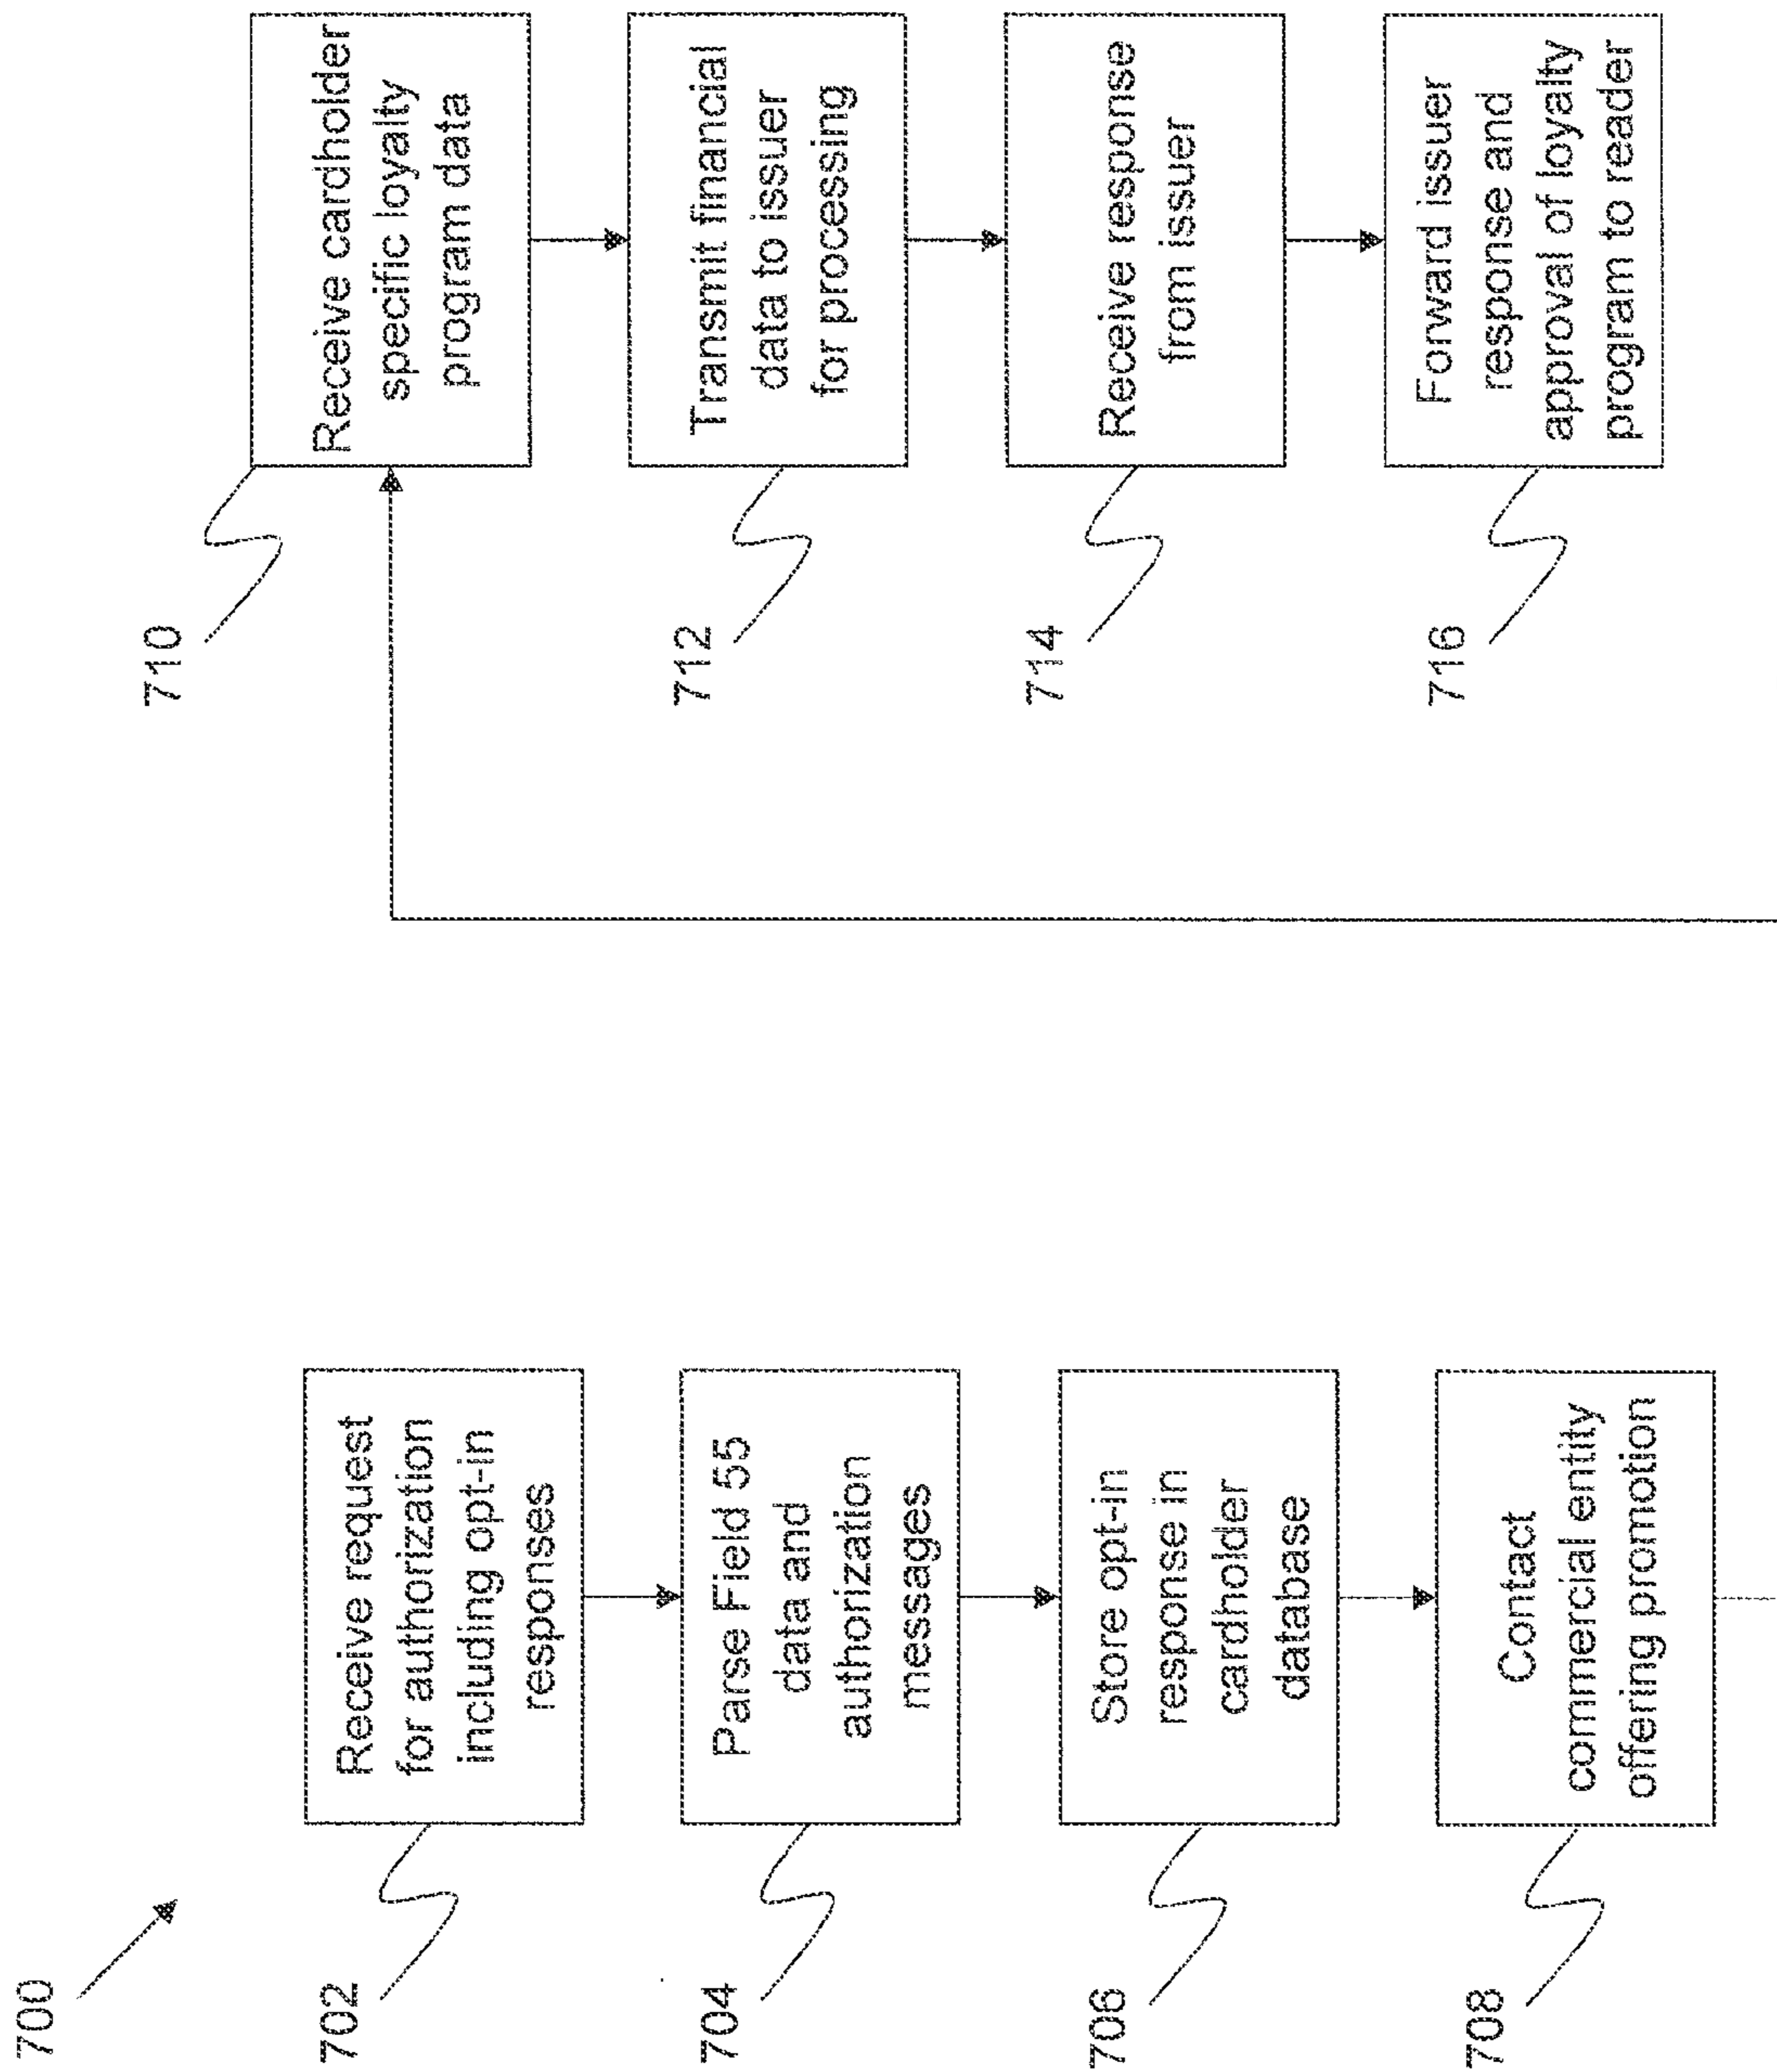 700
702
Receive request
for authorization
including opt-in
responses
704
Parse Field 55
data and
authorization
messages
706
Store opt-in
response in
cardholder
database
708
Contact
commercial entity
offering promotion
710
Receive cardholder
specific loyalty
program data
712
Transmit financial
data to issuer
for processing
714
Receive response
from issuer
716
Forward issuer
response and
approval of loyalty
program to reader